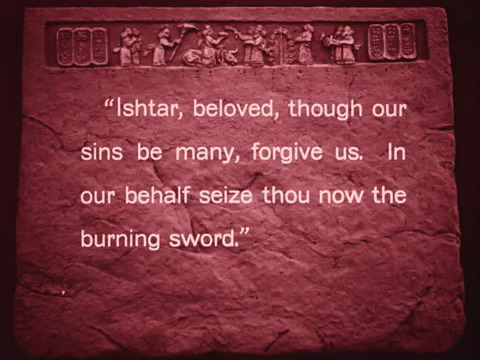 “Ishtar, beloved, though our
sins be many, forgive us. In
our behalf seize thou now the
burning sword.”